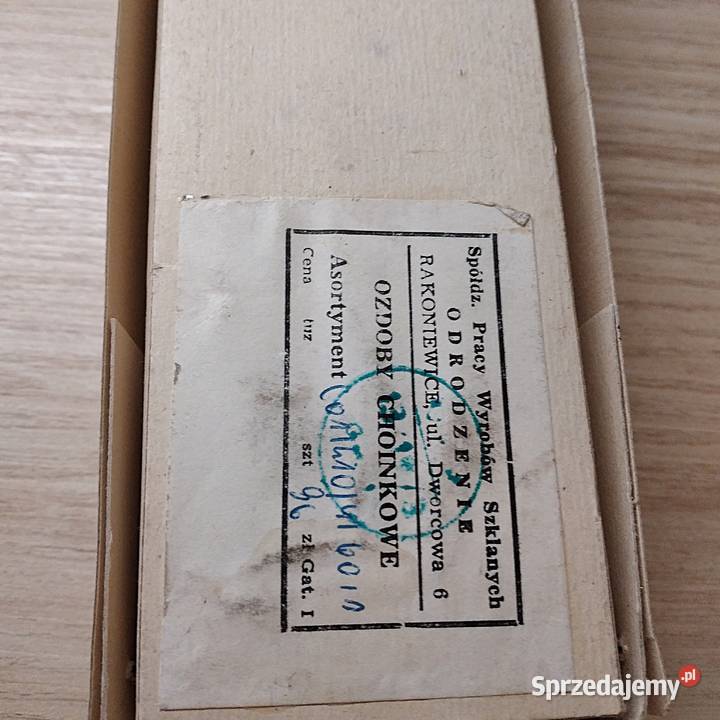 Spółdz. Pracy Wyrobów Szklanych
ODRODZENIE
RAKONIEWICE, ul. Dworcowa 6
OZDOBY CHOINKOWE
Asortyment
Cena tuz szt 96 zł Gat. I
Sprzedajemy.pl